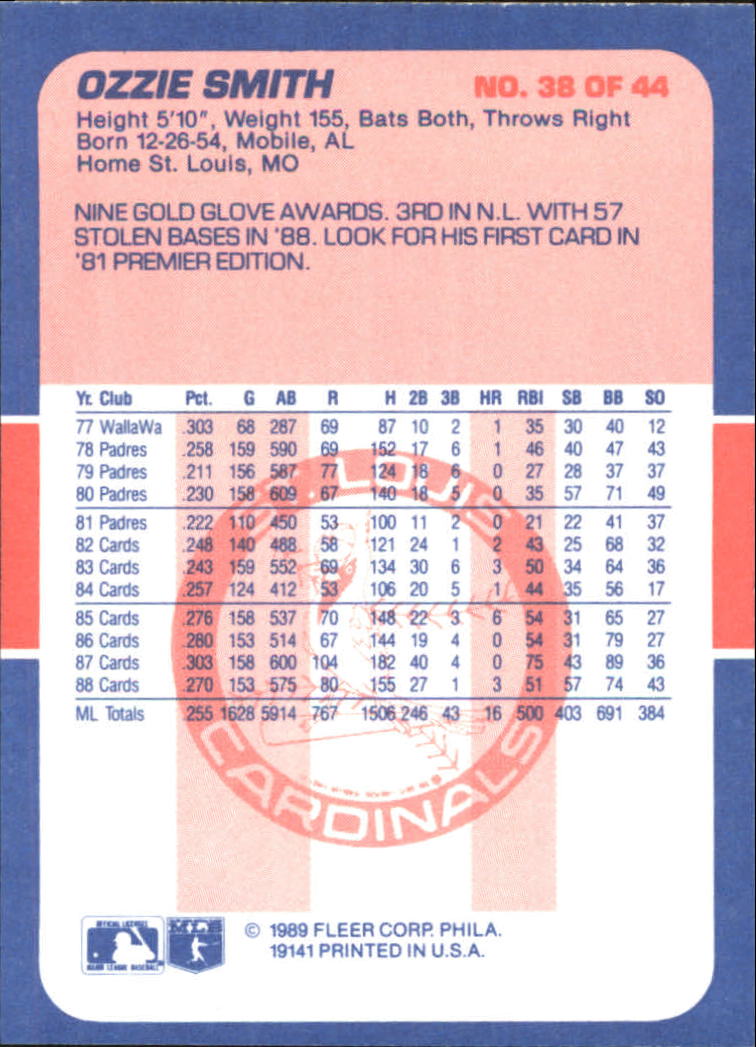 OZZIE SMITH NO. 38 OF 44
Height 5'10", Weight 155, Bats Both, Throws Right
Born 12-26-54, Mobile, AL
Home St. Louis, MO
NINE GOLD GLOVE AWARDS. 3RD IN N.L. WITH 57
STOLEN BASES IN '88. LOOK FOR HIS FIRST CARD IN
'81 PREMIER EDITION.
Yr. Club Pct. G AB R H 2B 3B HR RBI SB BB SO
77 WallaWa .303 68 287 69 87 10 2 1 35 30 40 12
78 Padres .258 159 590 69 152 17 6 1 46 40 47 43
79 Padres .211 156 587 77 124 18 6 0 27 28 37 37
80 Padres .230 158 609 67 140 18 5 0 35 57 71 49
81 Padres .222 110 450 53 100 11 2 0 21 22 41 37
82 Cards .248 140 488 58 121 24 1 2 43 25 68 32
83 Cards .243 159 552 69 134 30 6 3 50 34 64 36
84 Cards .257 124 412 53 106 20 5 1 44 35 56 17
85 Cards .276 158 537 70 148 22 3 6 54 31 65 27
86 Cards .280 153 514 67 144 19 4 0 54 31 79 27
87 Cards .303 158 600 104 182 40 4 0 75 43 89 36
88 Cards .270 153 575 80 155 27 1 3 51 57 74 43
ML Totals .255 1628 5914 767 1506 246 43 16 500 403 691 384
ST. LOUIS
CARDINALS
OFFICIAL LICENSEE
MAJOR LEAGUE BASEBALL
© 1989 FLEER CORP. PHILA.
19141 PRINTED IN U.S.A.